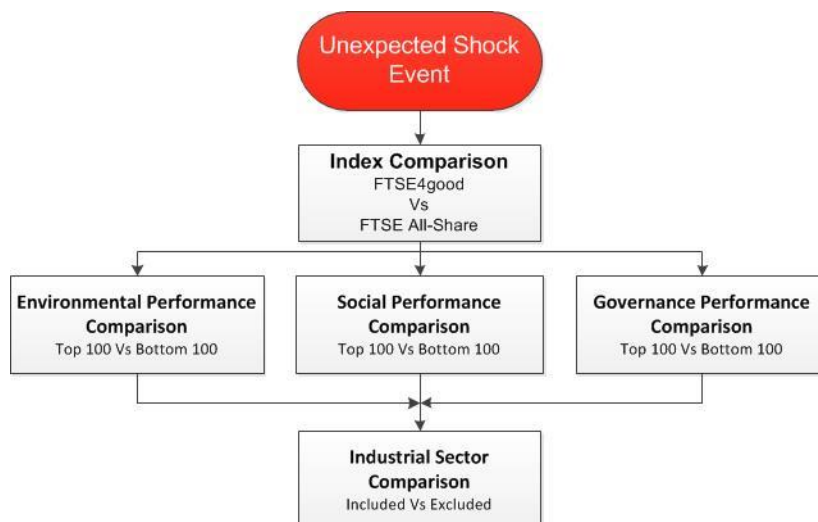 Unexpected Shock
Event
Index Comparison
FTSE4good
Vs
FTSE All-Share
Environmental Performance
Comparison
Top 100 Vs Bottom 100
Social Performance
Comparison
Top 100 Vs Bottom 100
Governance Performance
Comparison
Top 100 Vs Bottom 100
Industrial Sector
Comparison
Included Vs Excluded